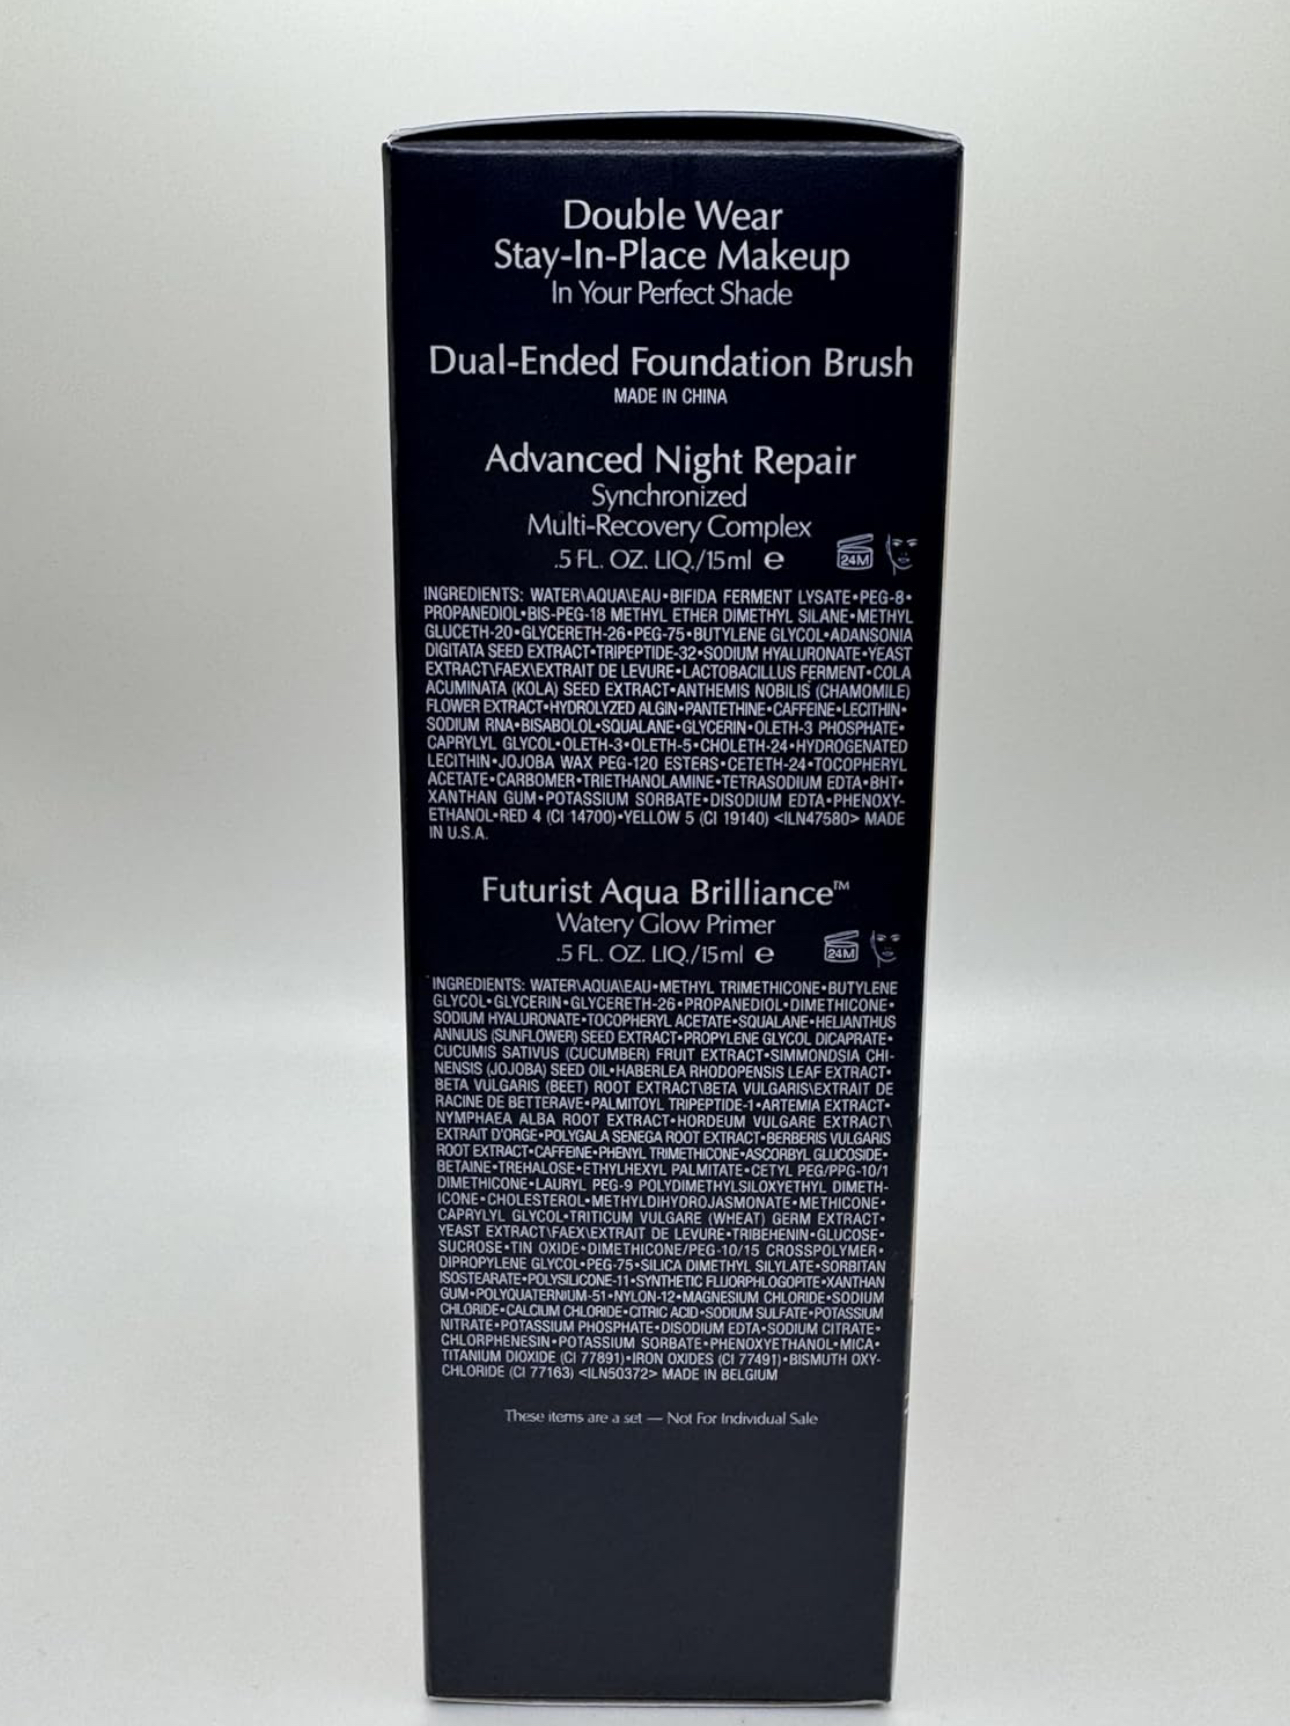 Double Wear
Stay-In-Place Makeup
In Your Perfect Shade
Dual-Ended Foundation Brush
MADE IN CHINA
Advanced Night Repair
Synchronized
Multi-Recovery Complex
.5 FL. OZ. LIQ./15ml ℮
24M
INGREDIENTS: WATER\AQUA\EAU•BIFIDA FERMENT LYSATE•PEG-8•
PROPANEDIOL•BIS-PEG-18 METHYL ETHER DIMETHYL SILANE•METHYL
GLUCETH-20•GLYCERETH-26•PEG-75•BUTYLENE GLYCOL•ADANSONIA
DIGITATA SEED EXTRACT•TRIPEPTIDE-32•SODIUM HYALURONATE•YEAST
EXTRACT\FAEX\EXTRAIT DE LEVURE•LACTOBACILLUS FERMENT•COLA
ACUMINATA (KOLA) SEED EXTRACT•ANTHEMIS NOBILIS (CHAMOMILE)
FLOWER EXTRACT•HYDROLYZED ALGIN•PANTETHINE•CAFFEINE•LECITHIN•
SODIUM RNA•BISABOLOL•SQUALANE•GLYCERIN•OLETH-3 PHOSPHATE•
CAPRYLYL GLYCOL•OLETH-3•OLETH-5•CHOLETH-24•HYDROGENATED
LECITHIN•JOJOBA WAX PEG-120 ESTERS•CETETH-24•TOCOPHERYL
ACETATE•CARBOMER•TRIETHANOLAMINE•TETRASODIUM EDTA•BHT•
XANTHAN GUM•POTASSIUM SORBATE•DISODIUM EDTA•PHENOXY-
ETHANOL•RED 4 (CI 14700)•YELLOW 5 (CI 19140) <ILN47580> MADE
IN U.S.A.
Futurist Aqua Brilliance™
Watery Glow Primer
.5 FL. OZ. LIQ./15ml ℮
24M
INGREDIENTS: WATER\AQUA\EAU•METHYL TRIMETHICONE•BUTYLENE
GLYCOL•GLYCERIN•GLYCERETH-26•PROPANEDIOL•DIMETHICONE•
SODIUM HYALURONATE•TOCOPHERYL ACETATE•SQUALANE•HELIANTHUS
ANNUUS (SUNFLOWER) SEED EXTRACT•PROPYLENE GLYCOL DICAPRATE•
CUCUMIS SATIVUS (CUCUMBER) FRUIT EXTRACT•SIMMONDSIA CHI-
NENSIS (JOJOBA) SEED OIL•HABERLEA RHODOPENSIS LEAF EXTRACT•
BETA VULGARIS (BEET) ROOT EXTRACT\BETA VULGARIS\EXTRAIT DE
RACINE DE BETTERAVE•PALMITOYL TRIPEPTIDE-1•ARTEMIA EXTRACT•
NYMPHAEA ALBA ROOT EXTRACT•HORDEUM VULGARE EXTRACT\
EXTRAIT D'ORGE•POLYGALA SENEGA ROOT EXTRACT•BERBERIS VULGARIS
ROOT EXTRACT•CAFFEINE•PHENYL TRIMETHICONE•ASCORBYL GLUCOSIDE•
BETAINE•TREHALOSE•ETHYLHEXYL PALMITATE•CETYL PEG/PPG-10/1
DIMETHICONE•LAURYL PEG-9 POLYDIMETHYLSILOXYETHYL DIMETH-
ICONE•CHOLESTEROL•METHYLDIHYDROJASMONATE•METHICONE•
CAPRYLYL GLYCOL•TRITICUM VULGARE (WHEAT) GERM EXTRACT•
YEAST EXTRACT\FAEX\EXTRAIT DE LEVURE•TRIBEHENIN•GLUCOSE•
SUCROSE•TIN OXIDE•DIMETHICONE/PEG-10/15 CROSSPOLYMER•
DIPROPYLENE GLYCOL•PEG-75•SILICA DIMETHYL SILYLATE•SORBITAN
ISOSTEARATE•POLYSILICONE-11•SYNTHETIC FLUORPHLOGOPITE•XANTHAN
GUM•POLYQUATERNIUM-51•NYLON-12•MAGNESIUM CHLORIDE•SODIUM
CHLORIDE•CALCIUM CHLORIDE•CITRIC ACID•SODIUM SULFATE•POTASSIUM
NITRATE•POTASSIUM PHOSPHATE•DISODIUM EDTA•SODIUM CITRATE•
CHLORPHENESIN•POTASSIUM SORBATE•PHENOXYETHANOL•MICA•
TITANIUM DIOXIDE (CI 77891)•IRON OXIDES (CI 77491)•BISMUTH OXY-
CHLORIDE (CI 77163) <ILN50372> MADE IN BELGIUM
These items are a set — Not For Individual Sale